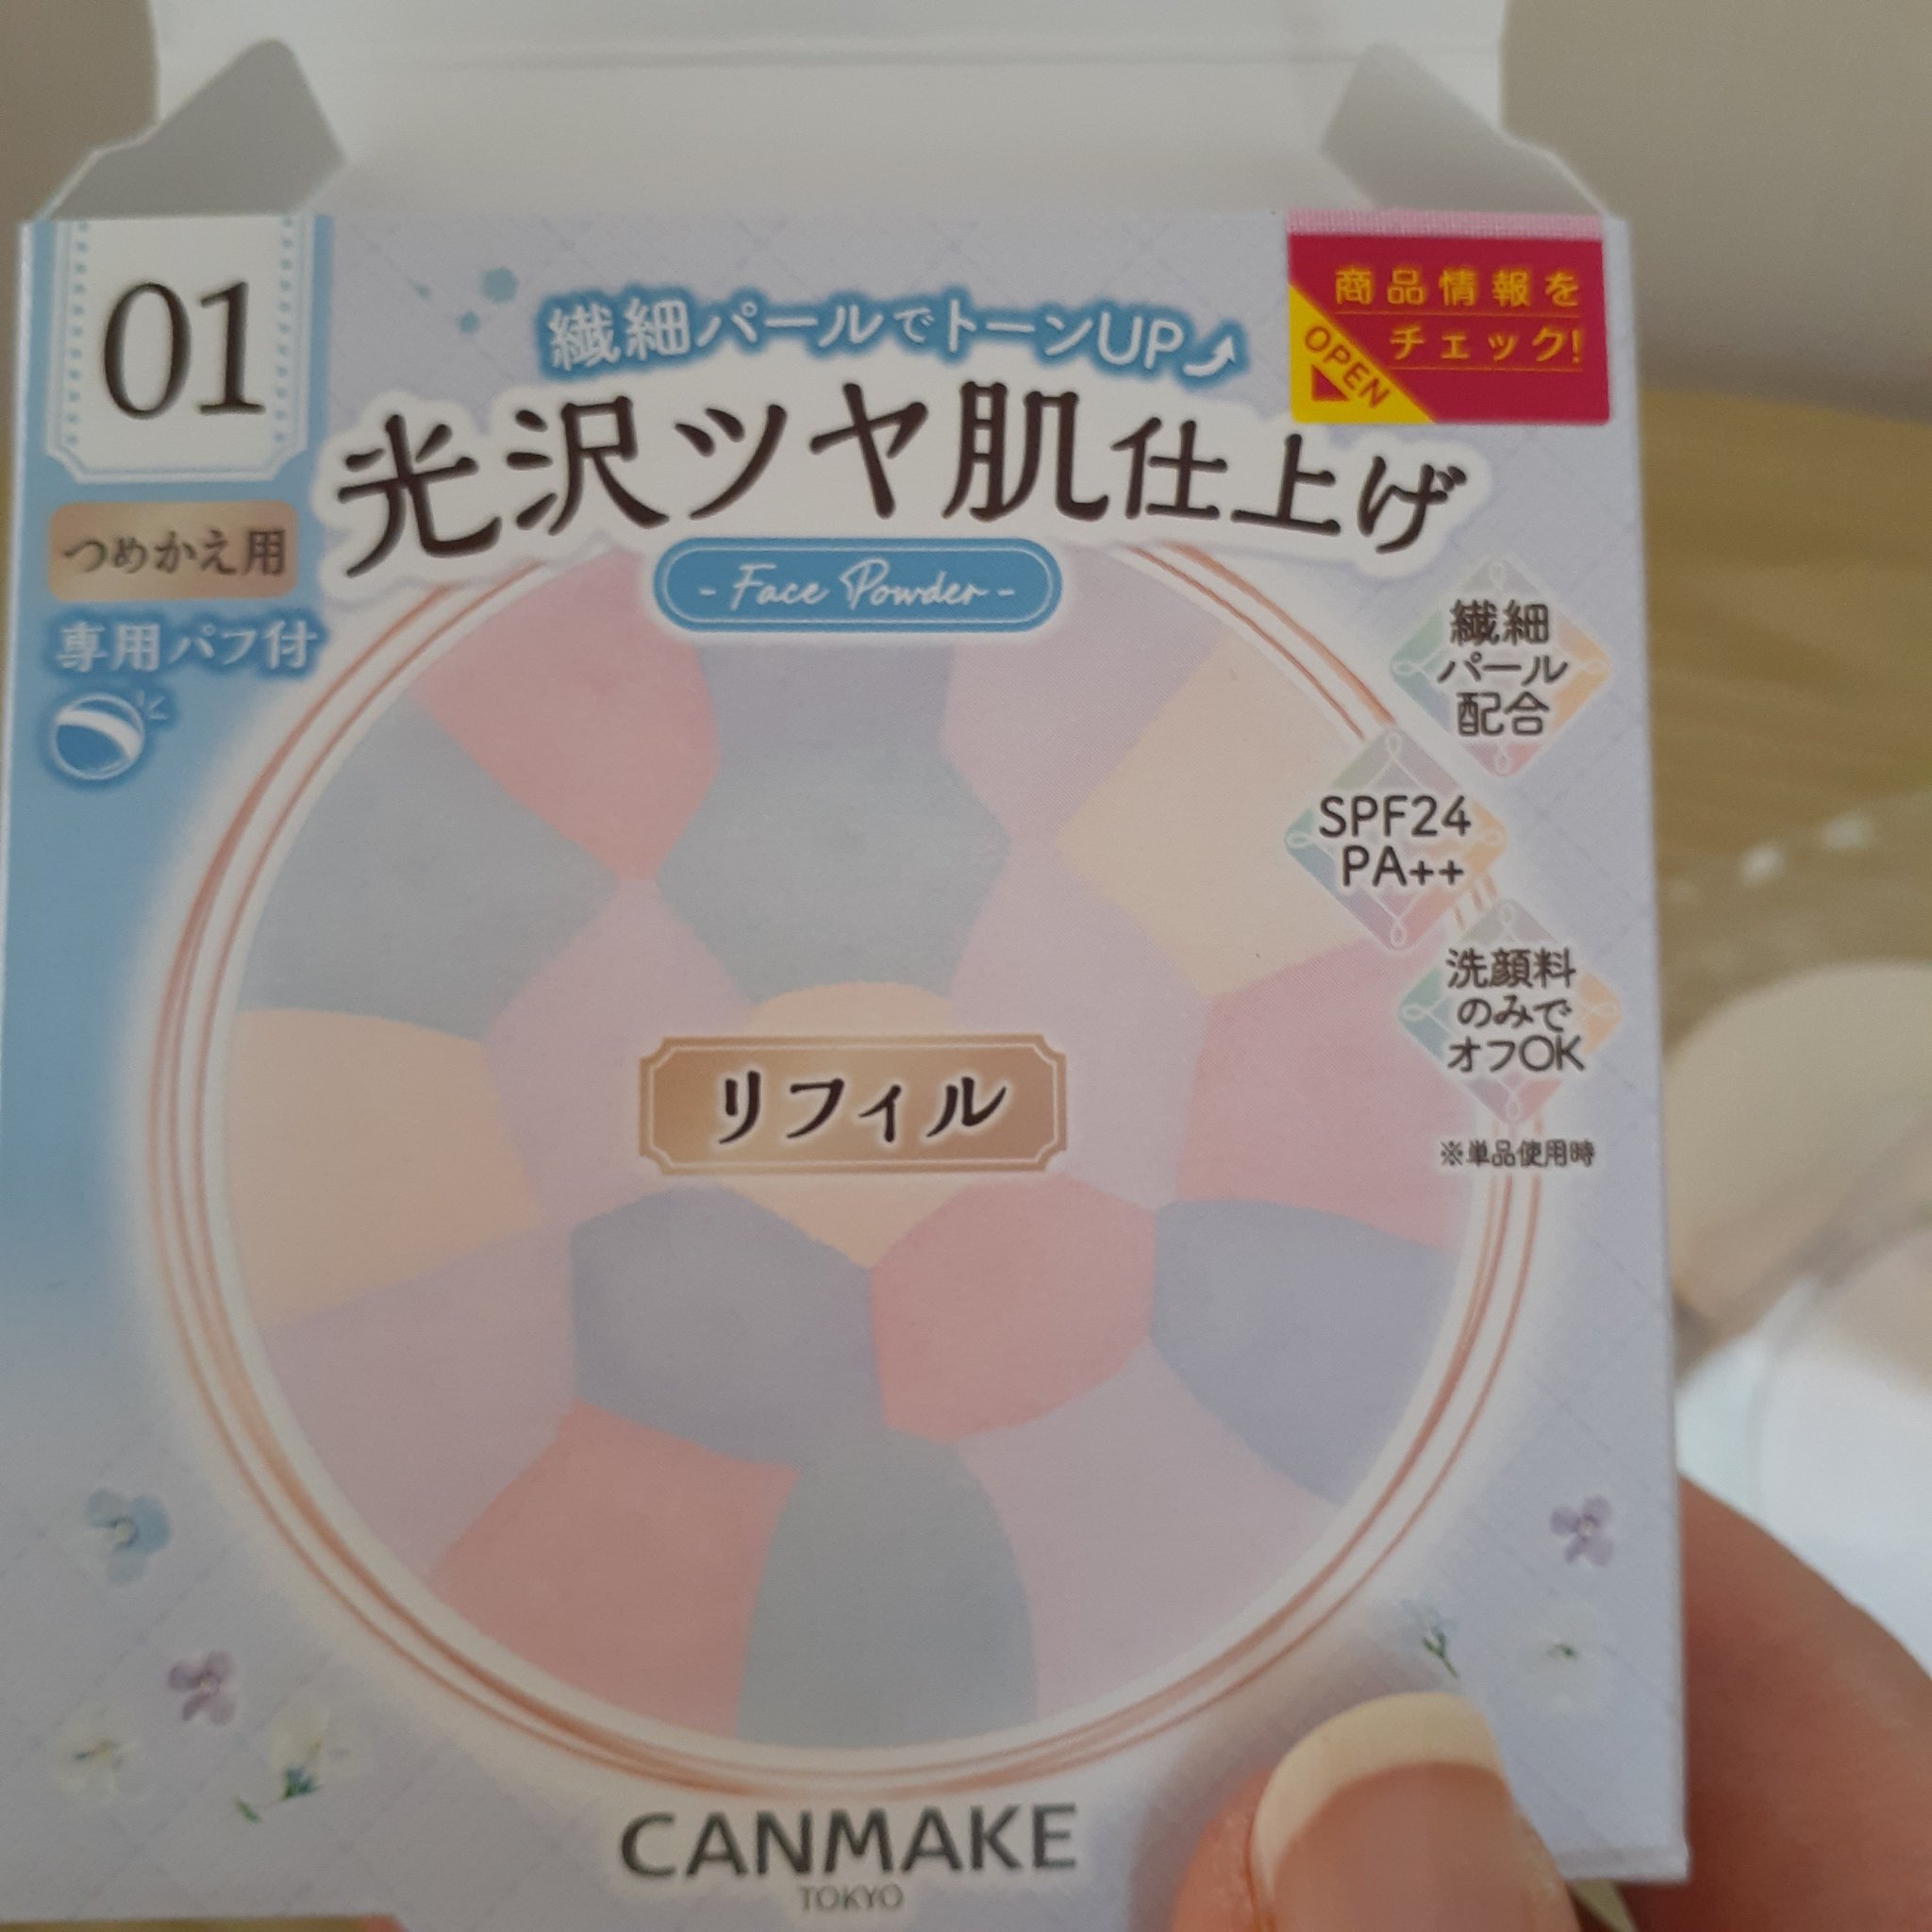 01
つめかえ用
専用パフ付
繊細パールでトーンUP
光沢ツヤ肌仕上げ
- Face Powder -
商品情報を
チェック!
OPEN
繊細
パール
配合
SPF24
PA++
洗顔料
のみで
オフOK
※単品使用時
リフィル
CANMAKE
TOKYO